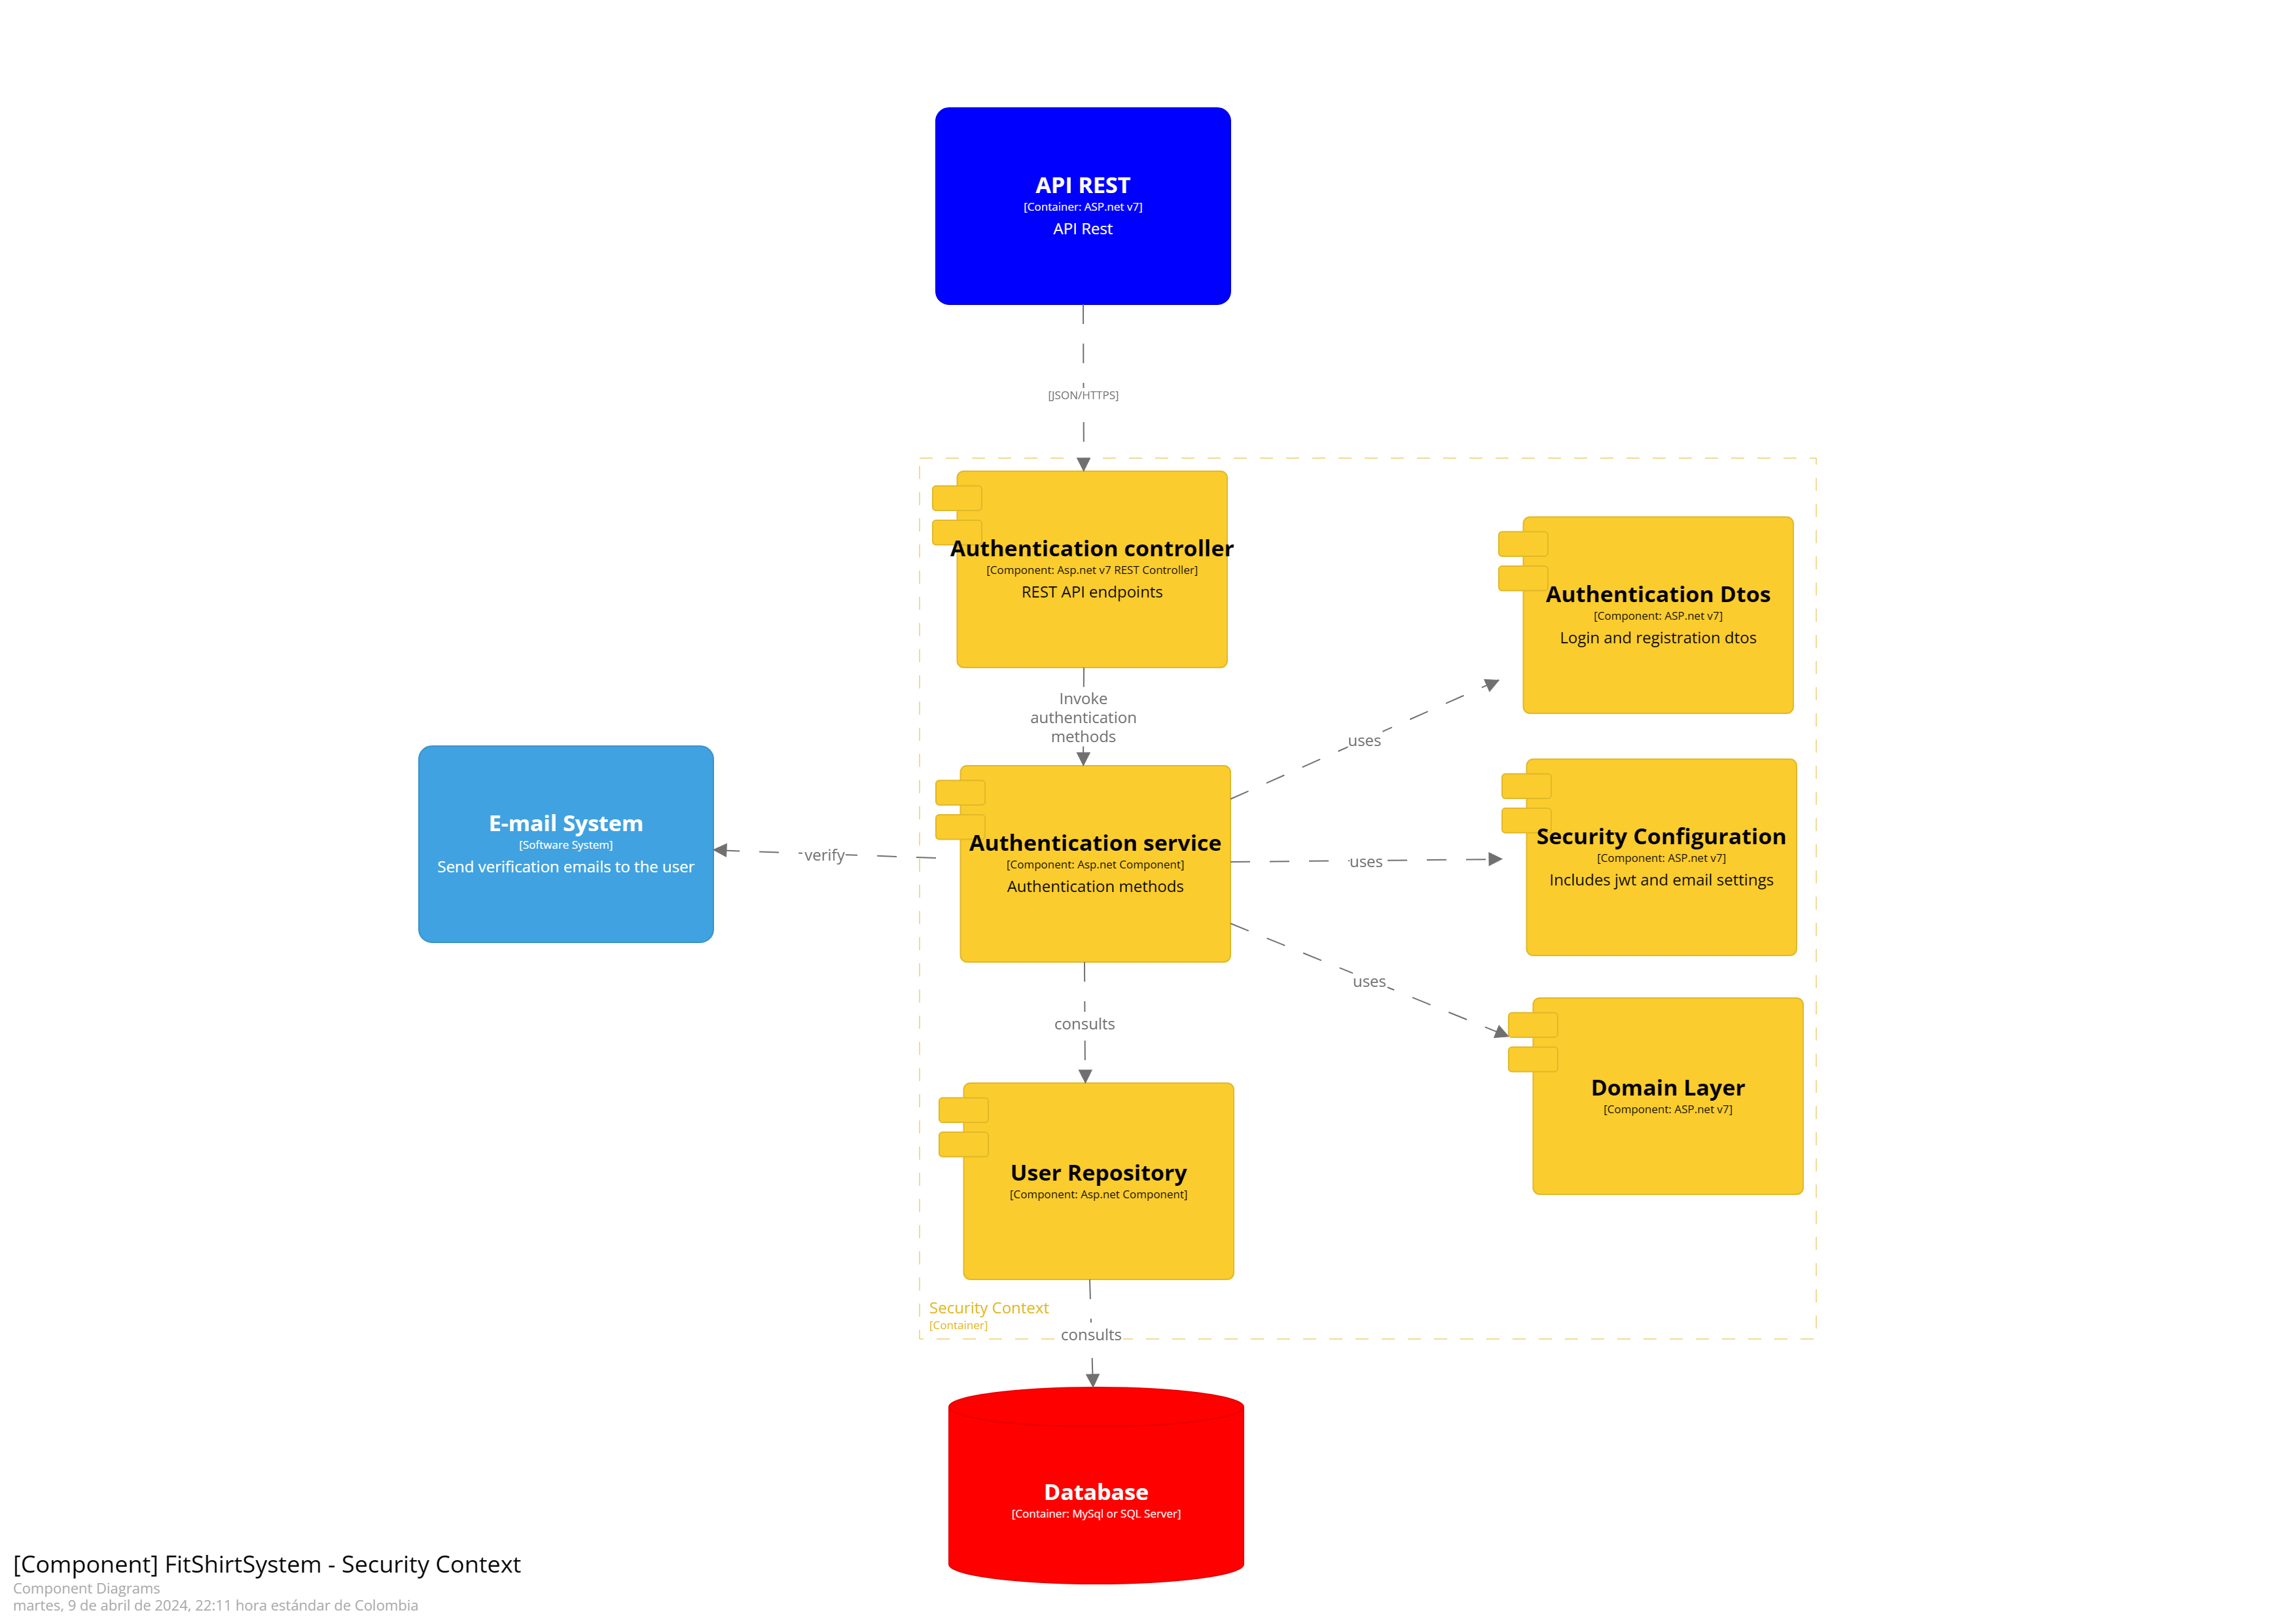 API REST
[Container: ASP.net v7]
API Rest
[JSON/HTTPS]
Authentication controller
[Component: Asp.net v7 REST Controller]
REST API endpoints
Authentication Dtos
[Component: ASP.net v7]
Login and registration dtos
Invoke
authentication
methods
uses
E-mail System
[Software System]
Send verification emails to the user
verify
Authentication service
[Component: Asp.net Component]
Authentication methods
uses
Security Configuration
[Component: ASP.net v7]
Includes jwt and email settings
uses
consults
Domain Layer
[Component: ASP.net v7]
User Repository
[Component: Asp.net Component]
Security Context
[Container]
consults
Database
[Container: MySql or SQL Server]
[Component] FitShirtSystem - Security Context
Component Diagrams
martes, 9 de abril de 2024, 22:11 hora estándar de Colombia